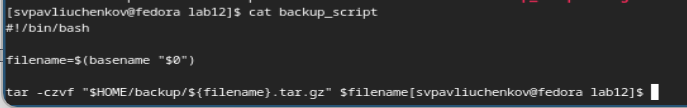 [svpavliuchenkov@fedora lab12]$ cat backup_script
#!/bin/bash
filename=$(basename "$0")
tar -czvf "$HOME/backup/${filename}.tar.gz" $filename[svpavliuchenkov@fedora lab12]$